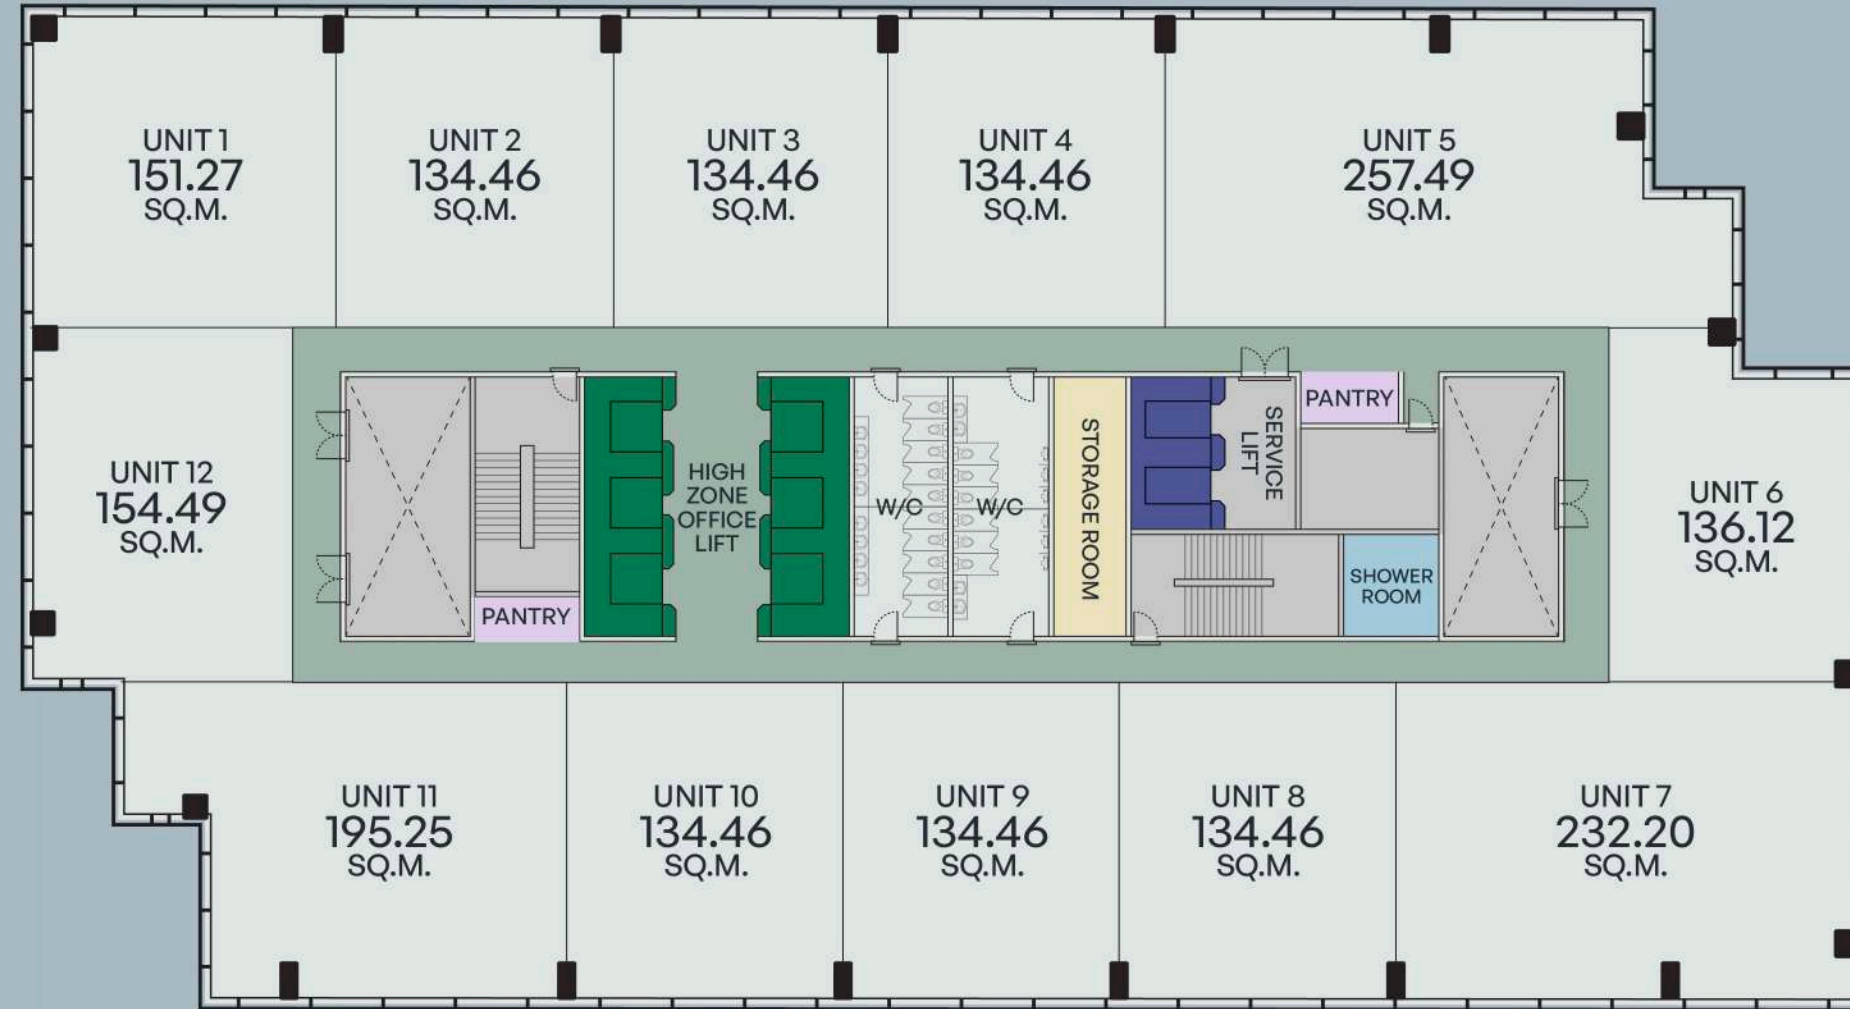 UNIT 1
151.27
SQ.M.
UNIT 2
134.46
SQ.M.
UNIT 3
134.46
SQ.M.
UNIT 4
134.46
SQ.M.
UNIT 5
257.49
SQ.M.
UNIT 12
154.49
SQ.M.
PANTRY
HIGH
ZONE
OFFICE
LIFT
W/C
W/C
STORAGE ROOM
SERVICE
LIFT
PANTRY
SHOWER
ROOM
UNIT 6
136.12
SQ.M.
UNIT 11
195.25
SQ.M.
UNIT 10
134.46
SQ.M.
UNIT 9
134.46
SQ.M.
UNIT 8
134.46
SQ.M.
UNIT 7
232.20
SQ.M.